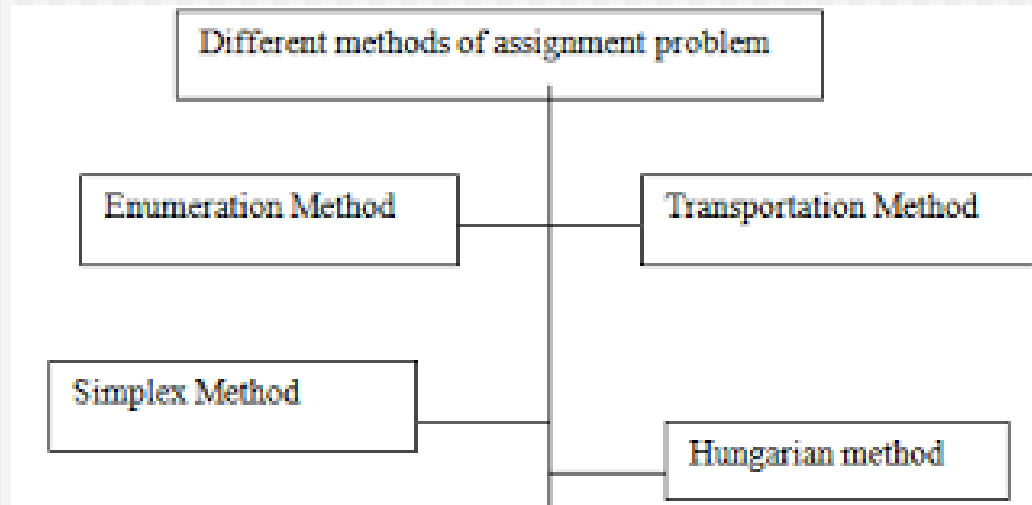 Different methods of assignment problem
Enumeration Method
Transportation Method
Simplex Method
Hungarian method